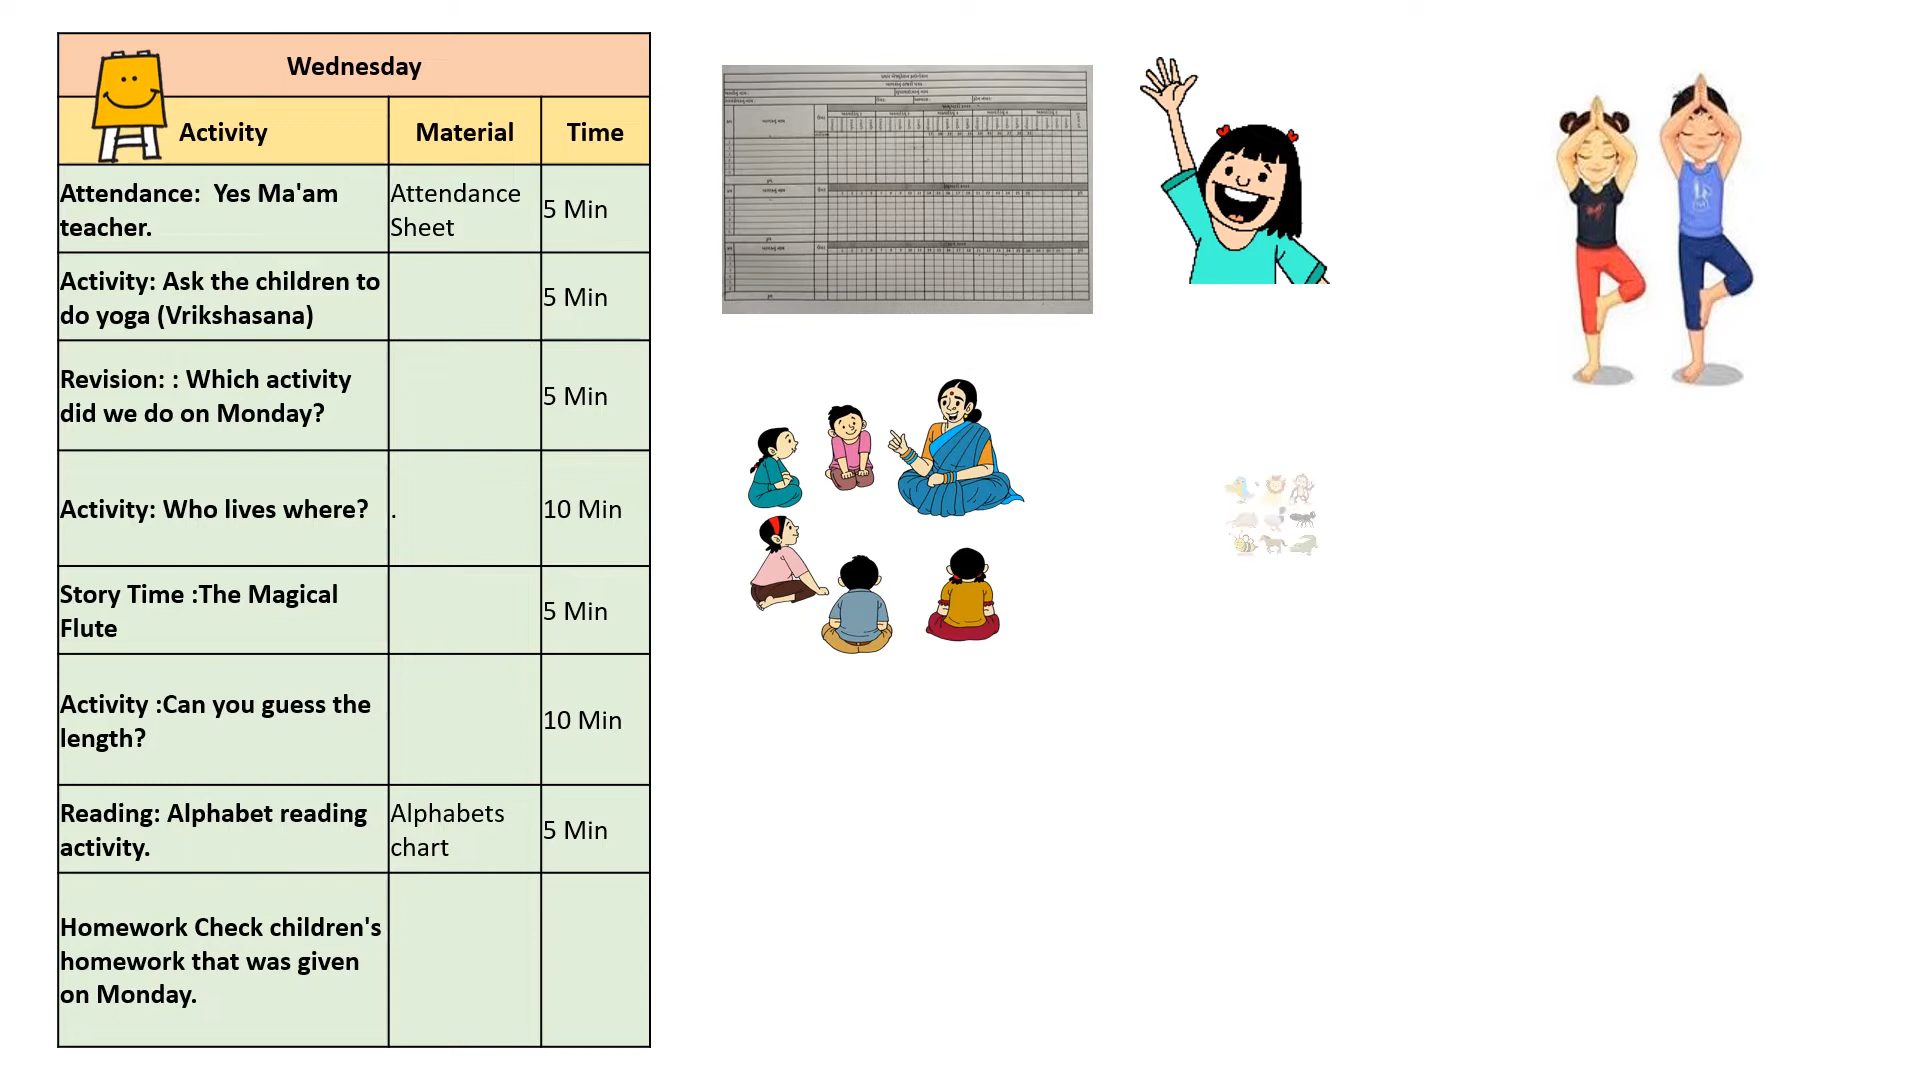 Wednesday
Activity
Material
Time
Attendance:  Yes Ma'am
teacher.
Attendance
Sheet
5 Min
Activity: Ask the children to
do yoga (Vrikshasana)
5 Min
Revision: : Which activity
did we do on Monday?
5 Min
Activity: Who lives where?
.
10 Min
Story Time :The Magical
Flute
5 Min
Activity :Can you guess the
length?
10 Min
Reading: Alphabet reading
activity.
Alphabets
chart
5 Min
Homework Check children's
homework that was given
on Monday.